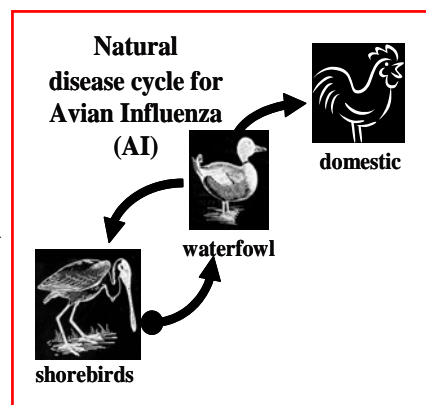 Natural
disease cycle for
Avian Influenza
(AI)
domestic
waterfowl
shorebirds